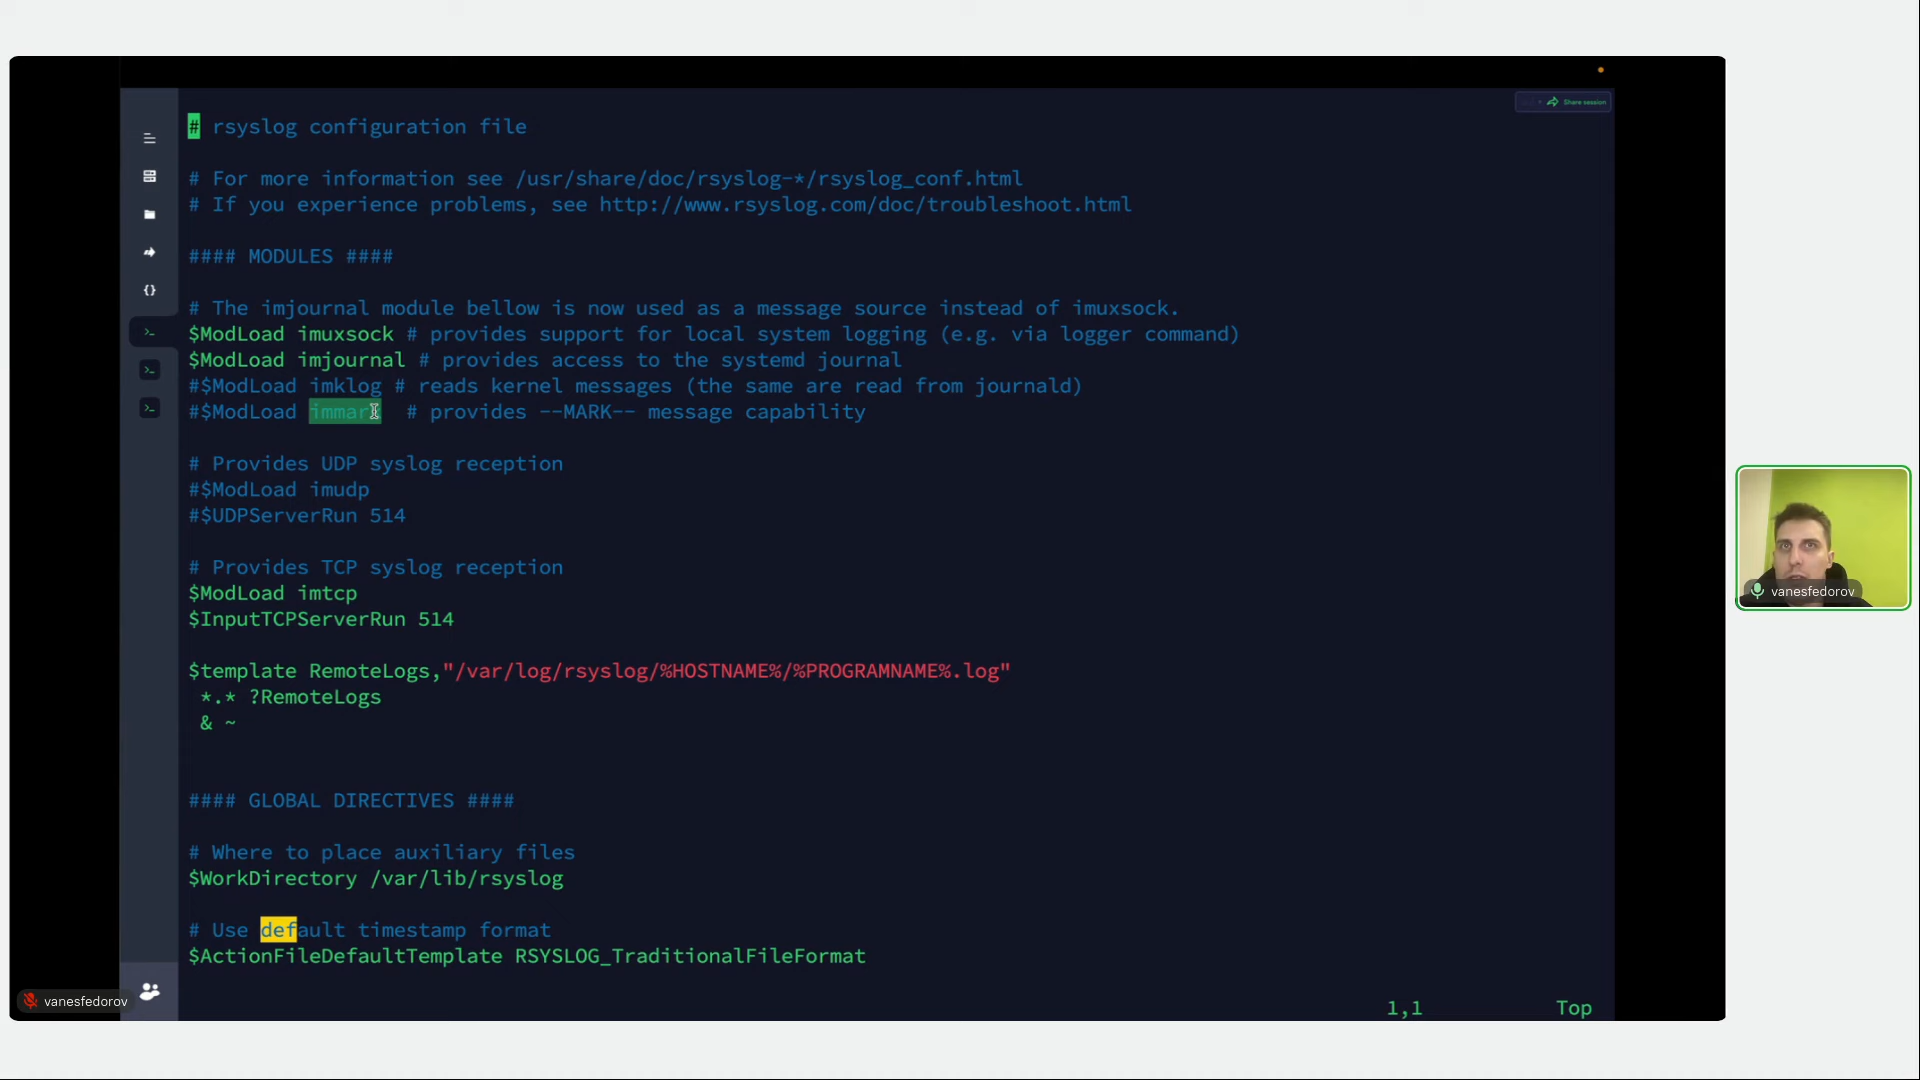 Share session
# rsyslog configuration file
# For more information see /usr/share/doc/rsyslog-*/rsyslog_conf.html
# If you experience problems, see http://www.rsyslog.com/doc/troubleshoot.html
#### MODULES ####
# The imjournal module bellow is now used as a message source instead of imuxsock.
$ModLoad imuxsock # provides support for local system logging (e.g. via logger command)
$ModLoad imjournal # provides access to the systemd journal
#$ModLoad imklog # reads kernel messages (the same are read from journald)
#$ModLoad immark  # provides --MARK-- message capability
# Provides UDP syslog reception
#$ModLoad imudp
#$UDPServerRun 514
# Provides TCP syslog reception
$ModLoad imtcp
$InputTCPServerRun 514
$template RemoteLogs,"/var/log/rsyslog/%HOSTNAME%/%PROGRAMNAME%.log"
*.* ?RemoteLogs
& ~
#### GLOBAL DIRECTIVES ####
# Where to place auxiliary files
$WorkDirectory /var/lib/rsyslog
# Use default timestamp format
$ActionFileDefaultTemplate RSYSLOG_TraditionalFileFormat
1,1 Top
vanesfedorov
vanesfedorov